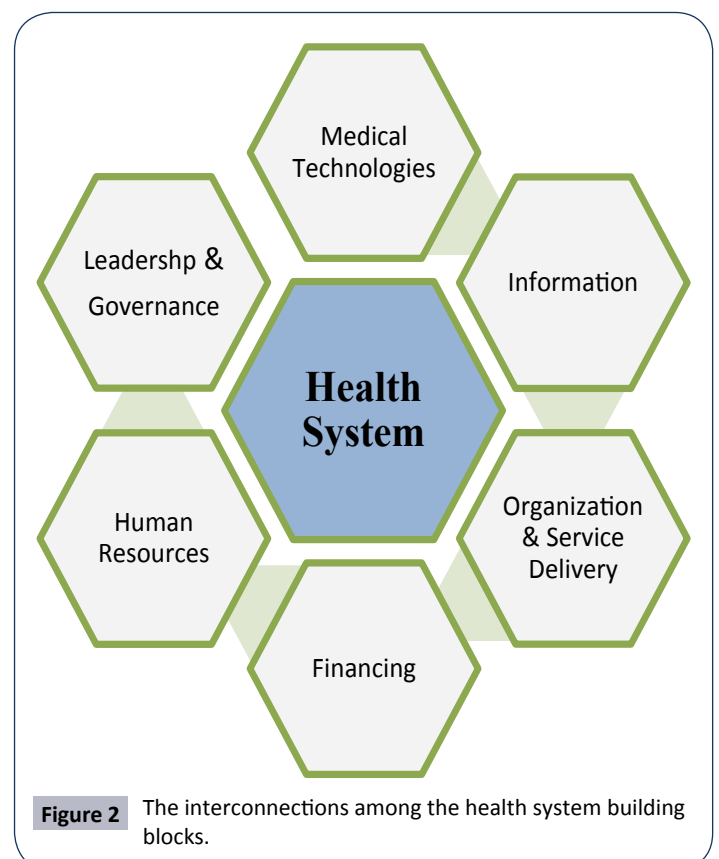 Medical
Technologies
Leadershp &
Governance
Information
Health
System
Human
Resources
Organization
& Service
Delivery
Financing
Figure 2 The interconnections among the health system building
blocks.